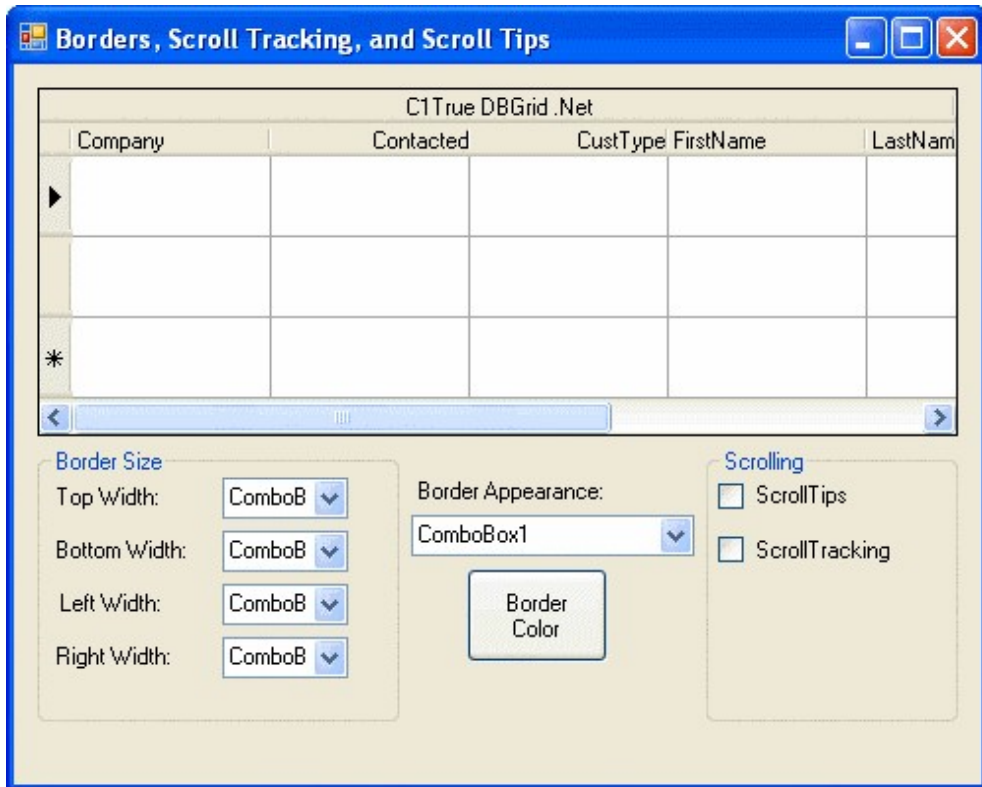 Borders, Scroll Tracking, and Scroll Tips
C1True DBGrid .Net
Company Contacted CustType FirstName LastNam
Border Size
Top Width: ComboB
Bottom Width: ComboB
Left Width: ComboB
Right Width: ComboB
Border Appearance:
ComboBox1
Border
Color
Scrolling
ScrollTips
ScrollTracking